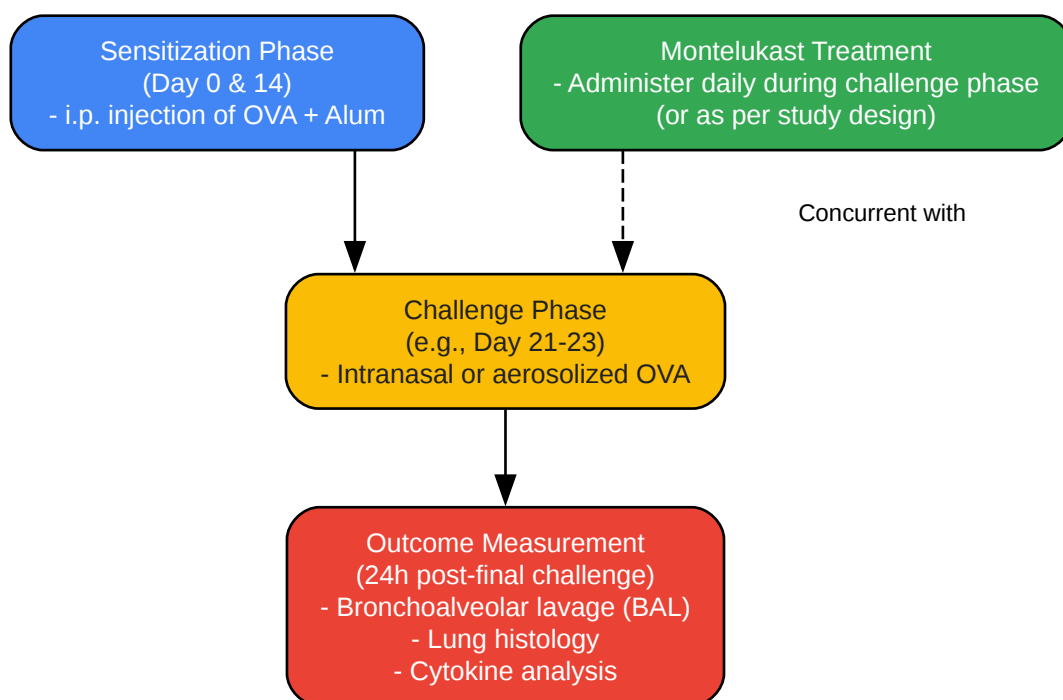 Sensitization Phase
(Day 0 & 14)
- i.p. injection of OVA + Alum
Montelukast Treatment
- Administer daily during challenge phase
(or as per study design)
Concurrent with
Challenge Phase
(e.g., Day 21-23)
- Intranasal or aerosolized OVA
Outcome Measurement
(24h post-final challenge)
- Bronchoalveolar lavage (BAL)
- Lung histology
- Cytokine analysis